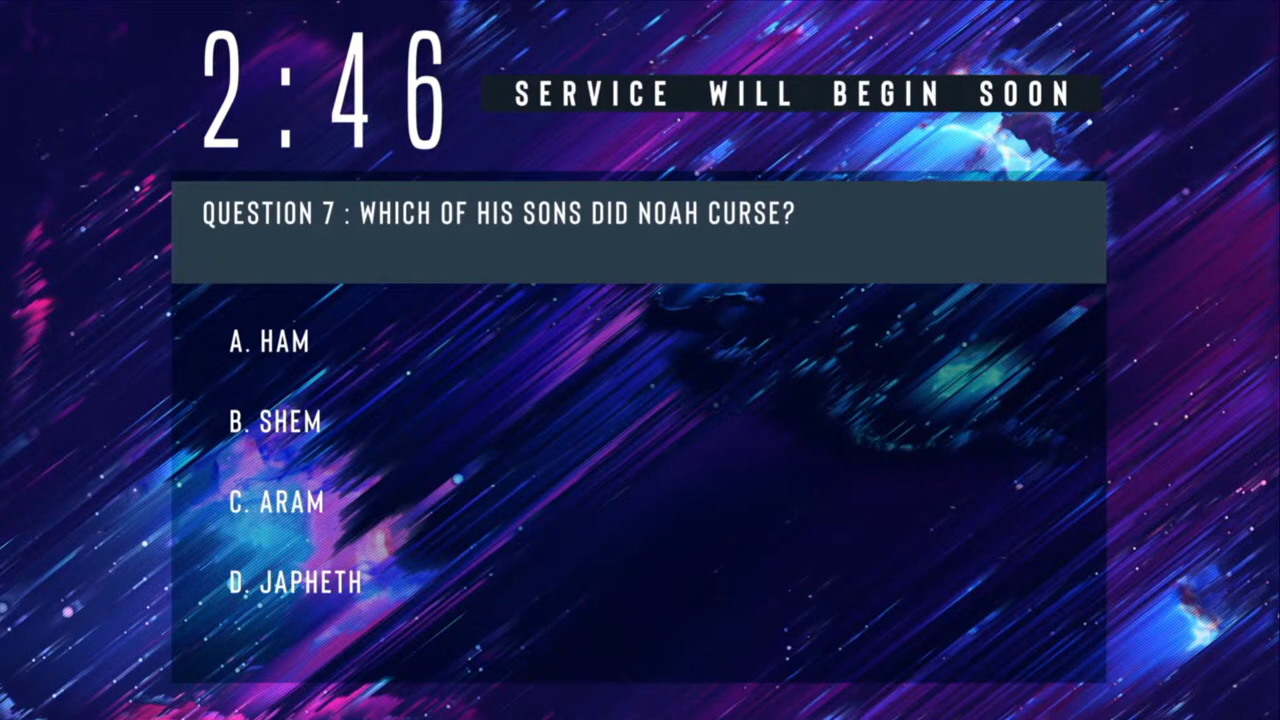 2:46
SERVICE WILL BEGIN SOON
QUESTION 7 : WHICH OF HIS SONS DID NOAH CURSE?
A. HAM
B. SHEM
C. ARAM
D. JAPHETH